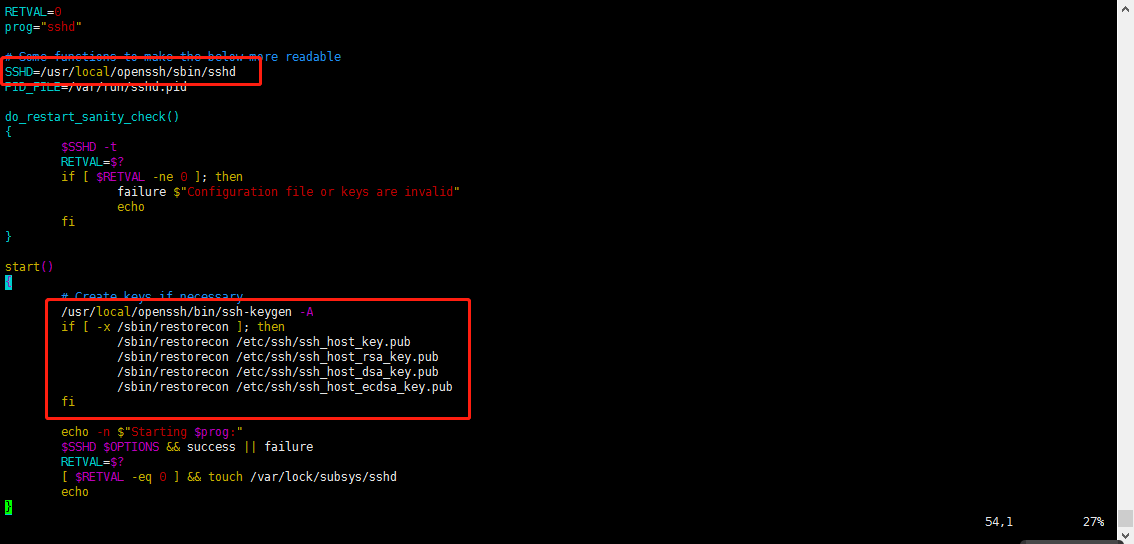 RETVAL=0
prog="sshd"
# Some functions to make the below more readable
SSHD=/usr/local/openssh/sbin/sshd
PID_FILE=/var/run/sshd.pid
do_restart_sanity_check()
{
        $SSHD -t
        RETVAL=$?
        if [ $RETVAL -ne 0 ]; then
                failure $"Configuration file or keys are invalid"
                echo
        fi
}
start()
{
        # Create keys if necessary
        /usr/local/openssh/bin/ssh-keygen -A
        if [ -x /sbin/restorecon ]; then
                /sbin/restorecon /etc/ssh/ssh_host_key.pub
                /sbin/restorecon /etc/ssh/ssh_host_rsa_key.pub
                /sbin/restorecon /etc/ssh/ssh_host_dsa_key.pub
                /sbin/restorecon /etc/ssh/ssh_host_ecdsa_key.pub
        fi
        echo -n $"Starting $prog:"
        $SSHD $OPTIONS && success || failure
        RETVAL=$?
        [ $RETVAL -eq 0 ] && touch /var/lock/subsys/sshd
        echo
}
54,1 27%